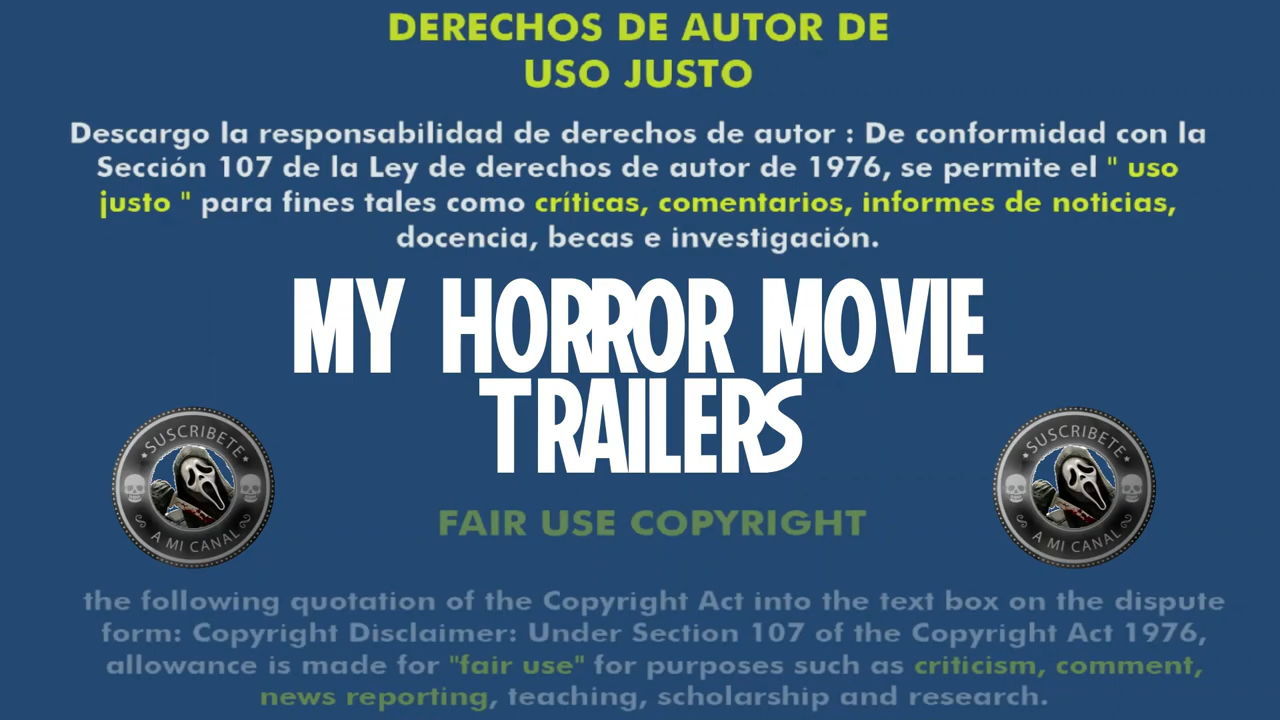 DERECHOS DE AUTOR DE
USO JUSTO
Descargo la responsabilidad de derechos de autor : De conformidad con la
Sección 107 de la Ley de derechos de autor de 1976, se permite el " uso
justo " para fines tales como críticas, comentarios, informes de noticias,
docencia, becas e investigación.
MY HORROR MOVIE
TRAILERS
SUSCRIBETE
A MI CANAL
SUSCRIBETE
A MI CANAL
FAIR USE COPYRIGHT
the following quotation of the Copyright Act into the text box on the dispute
form: Copyright Disclaimer: Under Section 107 of the Copyright Act 1976,
allowance is made for "fair use" for purposes such as criticism, comment,
news reporting, teaching, scholarship and research.